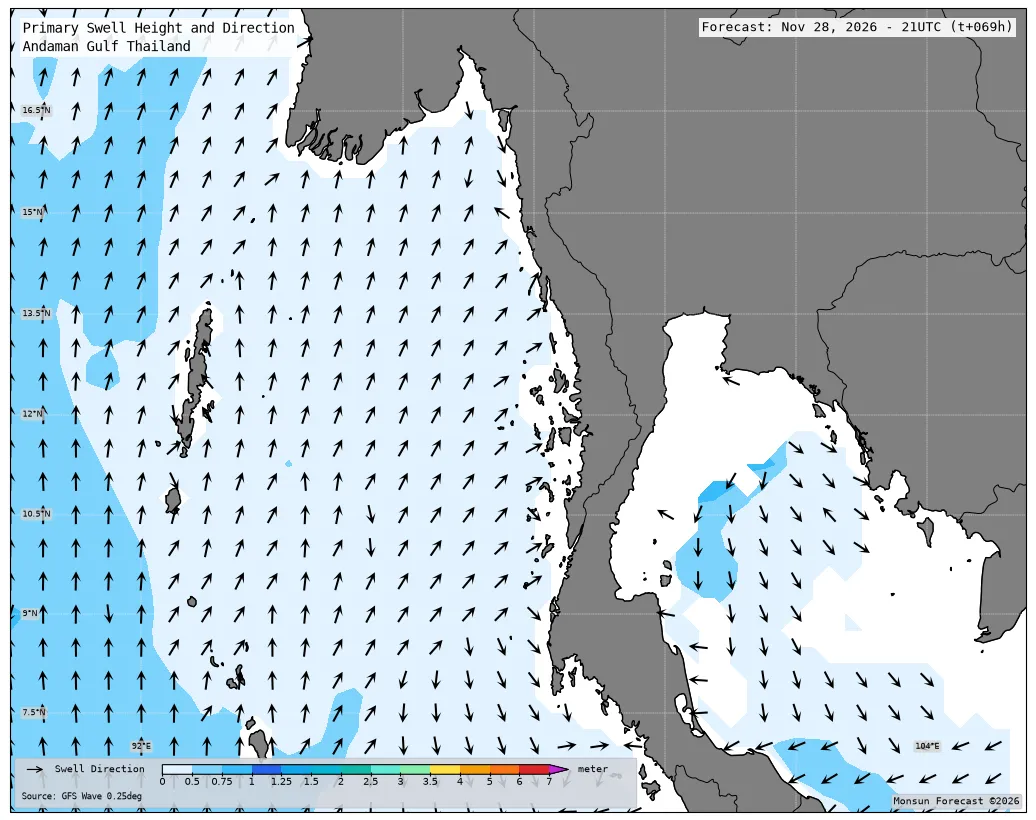 Primary Swell Height and Direction
Andaman Gulf Thailand
Forecast: Nov 28, 2026 - 21UTC (t+069h)
16.5°N
15°N
13.5°N
12°N
10.5°N
9°N
7.5°N
92°E
104°E
Swell Direction
0 0.5 0.75 1 1.25 1.5 2 2.5 3 3.5 4 5 6 7
meter
Source: GFS Wave 0.25deg
Monsun Forecast ©2026